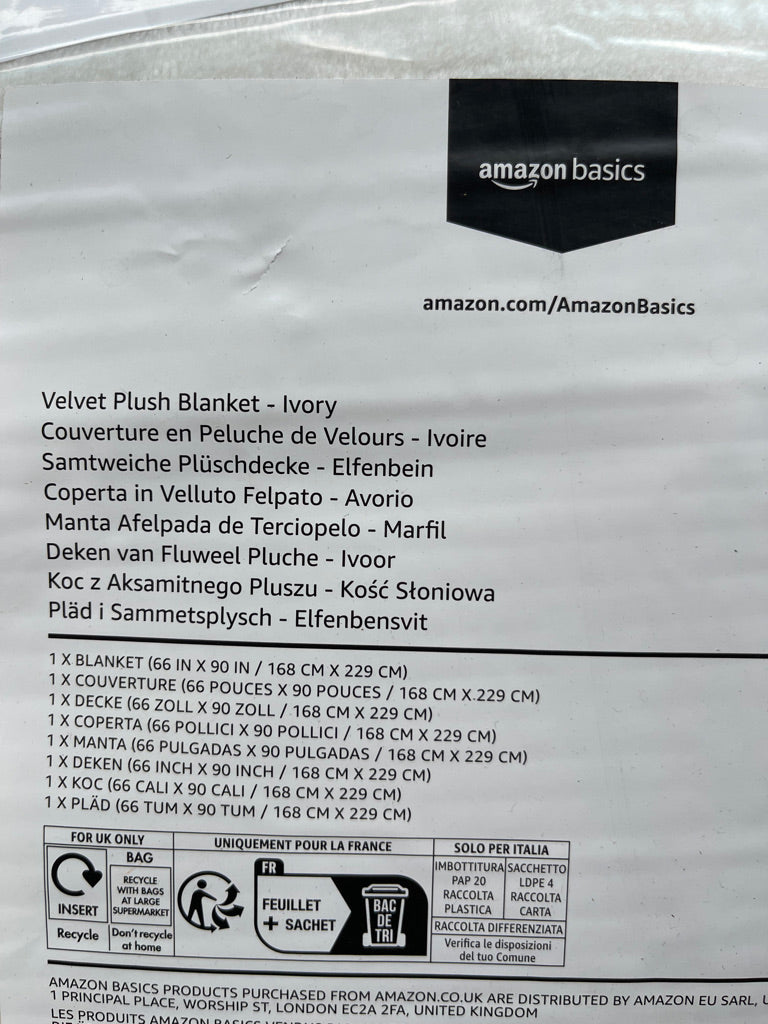 amazon basics
amazon.com/AmazonBasics
Velvet Plush Blanket - Ivory
Couverture en Peluche de Velours - Ivoire
Samtweiche Plüschdecke - Elfenbein
Coperta in Velluto Felpato - Avorio
Manta Afelpada de Terciopelo - Marfil
Deken van Fluweel Pluche - Ivoor
Koc z Aksamitnego Pluszu - Kość Słoniowa
Pläd i Sammetsplysch - Elfenbensvit
1 X BLANKET (66 IN X 90 IN / 168 CM X 229 CM)
1 X COUVERTURE (66 POUCES X 90 POUCES / 168 CM X 229 CM)
1 X DECKE (66 ZOLL X 90 ZOLL / 168 CM X 229 CM)
1 X COPERTA (66 POLLICI X 90 POLLICI / 168 CM X 229 CM)
1 X MANTA (66 PULGADAS X 90 PULGADAS / 168 CM X 229 CM)
1 X DEKEN (66 INCH X 90 INCH / 168 CM X 229 CM)
1 X KOC (66 CALI X 90 CALI / 168 CM X 229 CM)
1 X PLÄD (66 TUM X 90 TUM / 168 CM X 229 CM)
FOR UK ONLY
INSERT
Recycle
BAG
RECYCLE
WITH BAGS
AT LARGE
SUPERMARKET
Don't recycle
at home
UNIQUEMENT POUR LA FRANCE
FR
FEUILLET
+ SACHET
BAC
DE
TRI
SOLO PER ITALIA
IMBOTTITURA
PAP 20
RACCOLTA
PLASTICA
SACCHETTO
LDPE 4
RACCOLTA
CARTA
RACCOLTA DIFFERENZIATA
Verifica le disposizioni
del tuo Comune
AMAZON BASICS PRODUCTS PURCHASED FROM AMAZON.CO.UK ARE DISTRIBUTED BY AMAZON EU SARL,
1 PRINCIPAL PLACE, WORSHIP ST, LONDON EC2A 2FA, UNITED KINGDOM
LES PRODUITS AMAZON BASICS